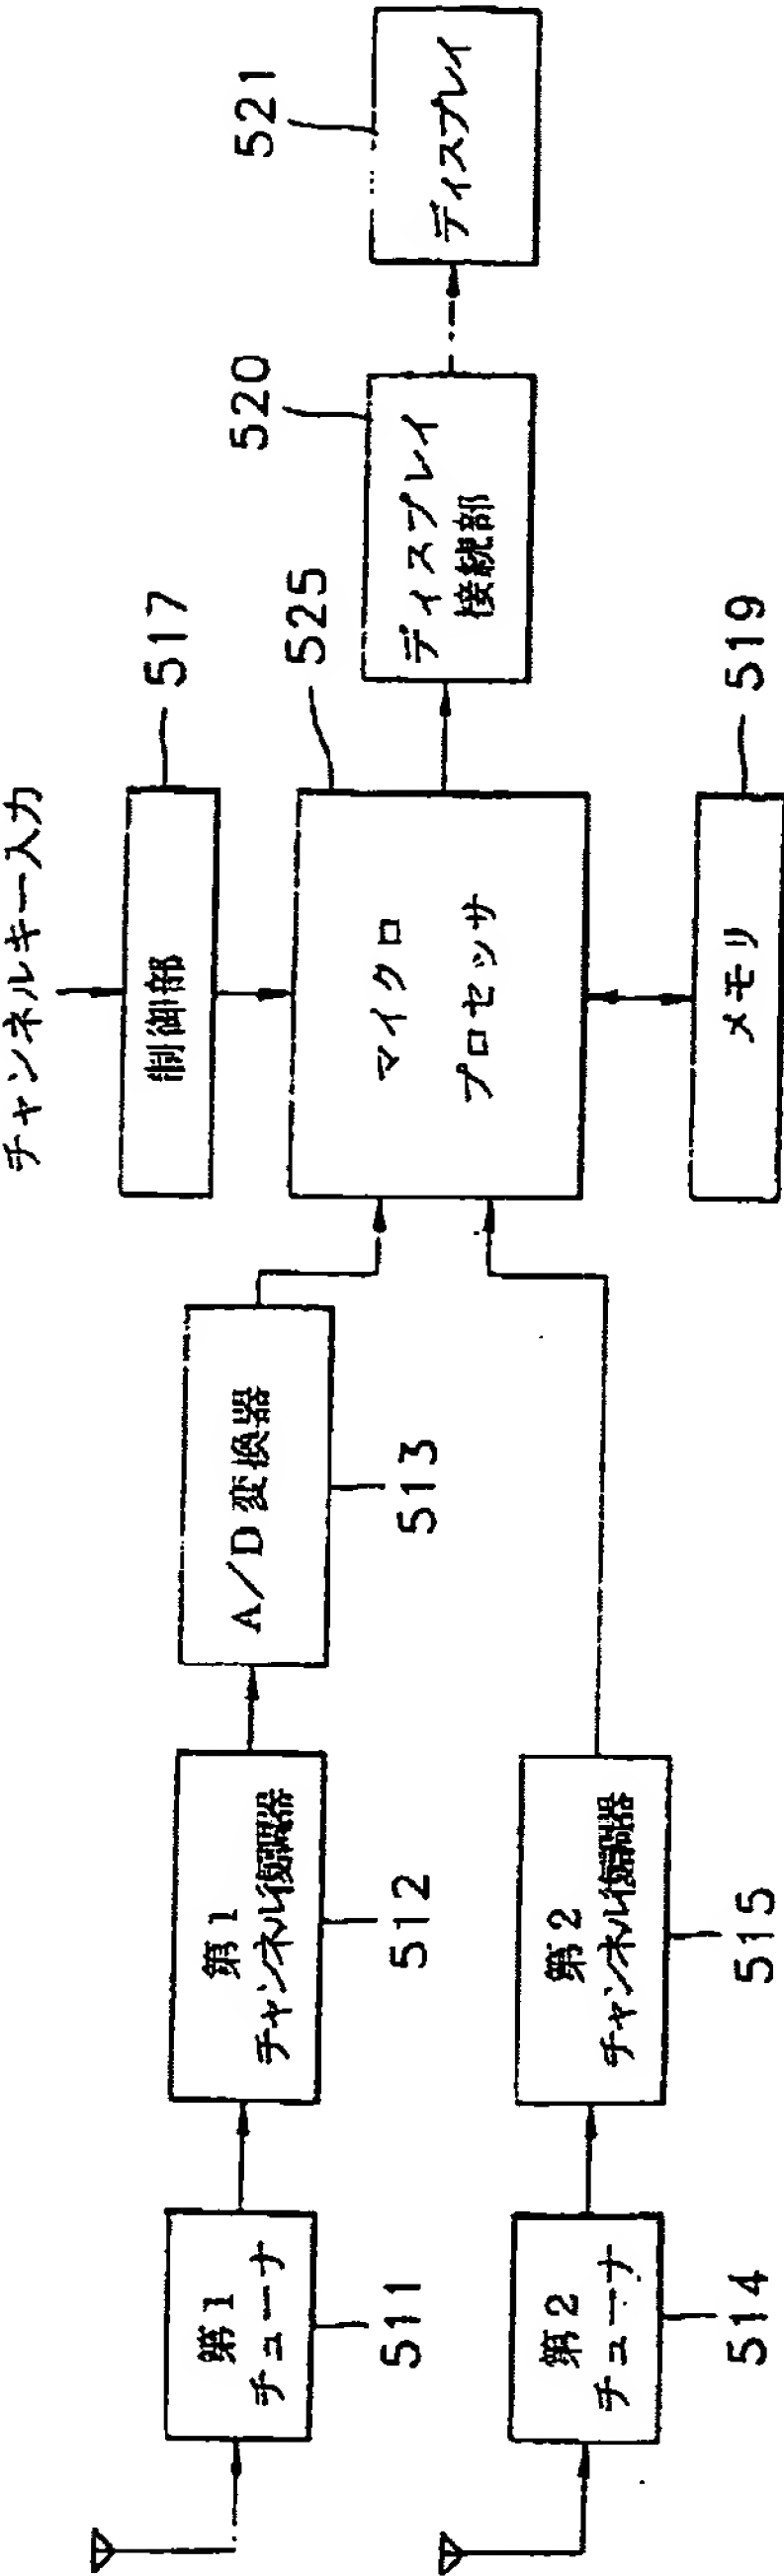 チャンネルキー入力
制御部
517
第1
チューナ
511
第1
チャンネル復調器
512
A/D変換器
513
マイクロ
プロセッサ
525
ディスプレイ
接続部
520
ディスプレイ
521
第2
チューナ
514
第2
チャンネル復調器
515
メモリ
519